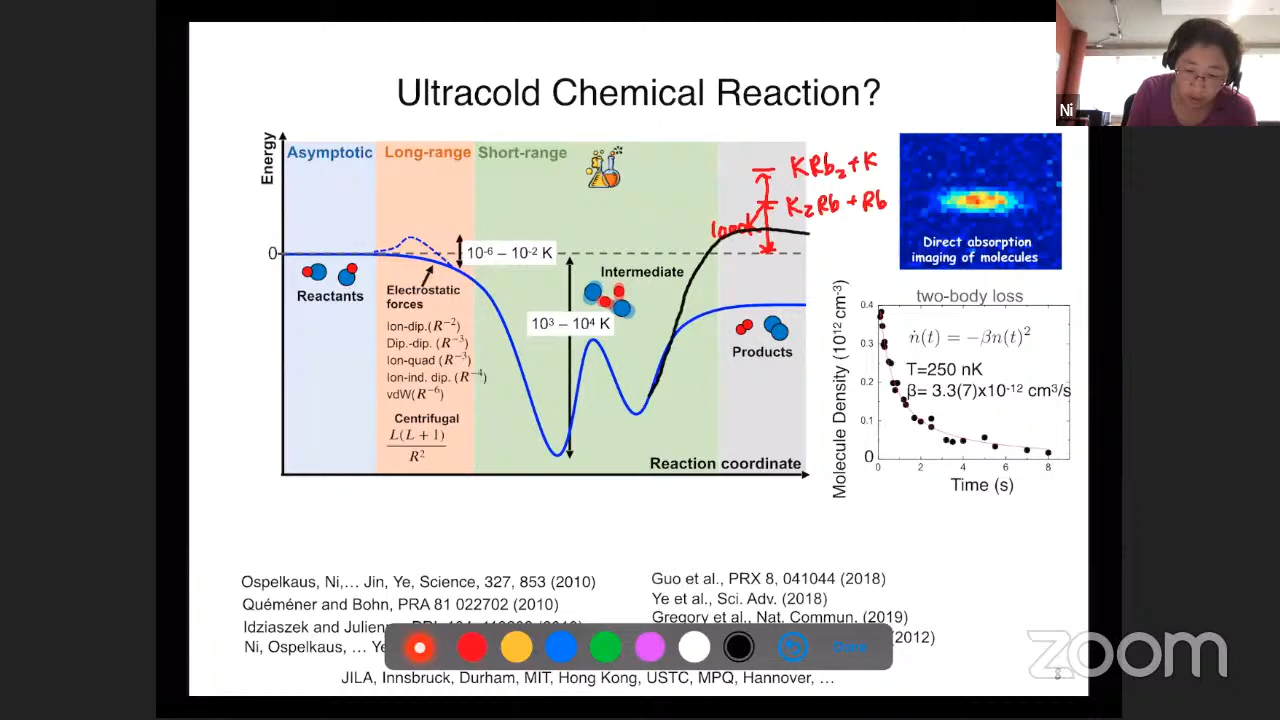 Ultracold Chemical Reaction?
Ni
Energy
Asymptotic
Long-range
Short-range
KRb₂ + K
K₂Rb + Rb
0
10⁻⁶ – 10⁻² K
Reactants
Electrostatic
forces
Ion-dip.(R⁻²)
Dip.-dip. (R⁻³)
Ion-quad (R⁻³)
Ion-ind. dip. (R⁻⁴)
vdW(R⁻⁶)
Centrifugal
L(L + 1)
R²
Intermediate
10³ – 10⁴ K
Products
Reaction coordinate
Direct absorption
imaging of molecules
two-body loss
ṅ(t) = −βn(t)²
T=250 nK
β= 3.3(7)x10⁻¹² cm³/s
Molecule Density (10¹² cm⁻³)
0.4
0.3
0.2
0.1
0
0 2 4 6 8
Time (s)
Ospelkaus, Ni,… Jin, Ye, Science, 327, 853 (2010)
Quéméner and Bohn, PRA 81 022702 (2010)
Idziaszek and Julienn
Ni, Ospelkaus, … Ye
Guo et al., PRX 8, 041044 (2018)
Ye et al., Sci. Adv. (2018)
Gregory et al., Nat. Commun. (2019)
(2012)
Done
JILA, Innsbruck, Durham, MIT, Hong Kong, USTC, MPQ, Hannover, …
8
zoom